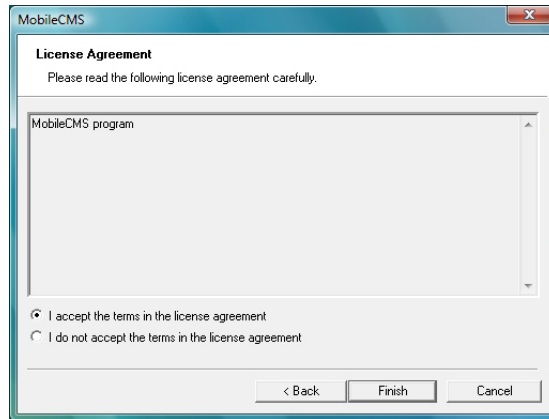 MobileCMS
License Agreement
Please read the following license agreement carefully.
MobileCMS program
I accept the terms in the license agreement
I do not accept the terms in the license agreement
< Back Finish Cancel